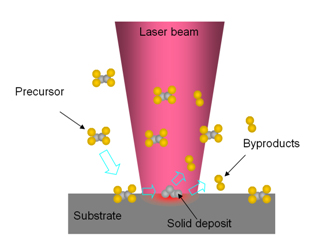 Laser beam
Precursor
Byproducts
Substrate
Solid deposit